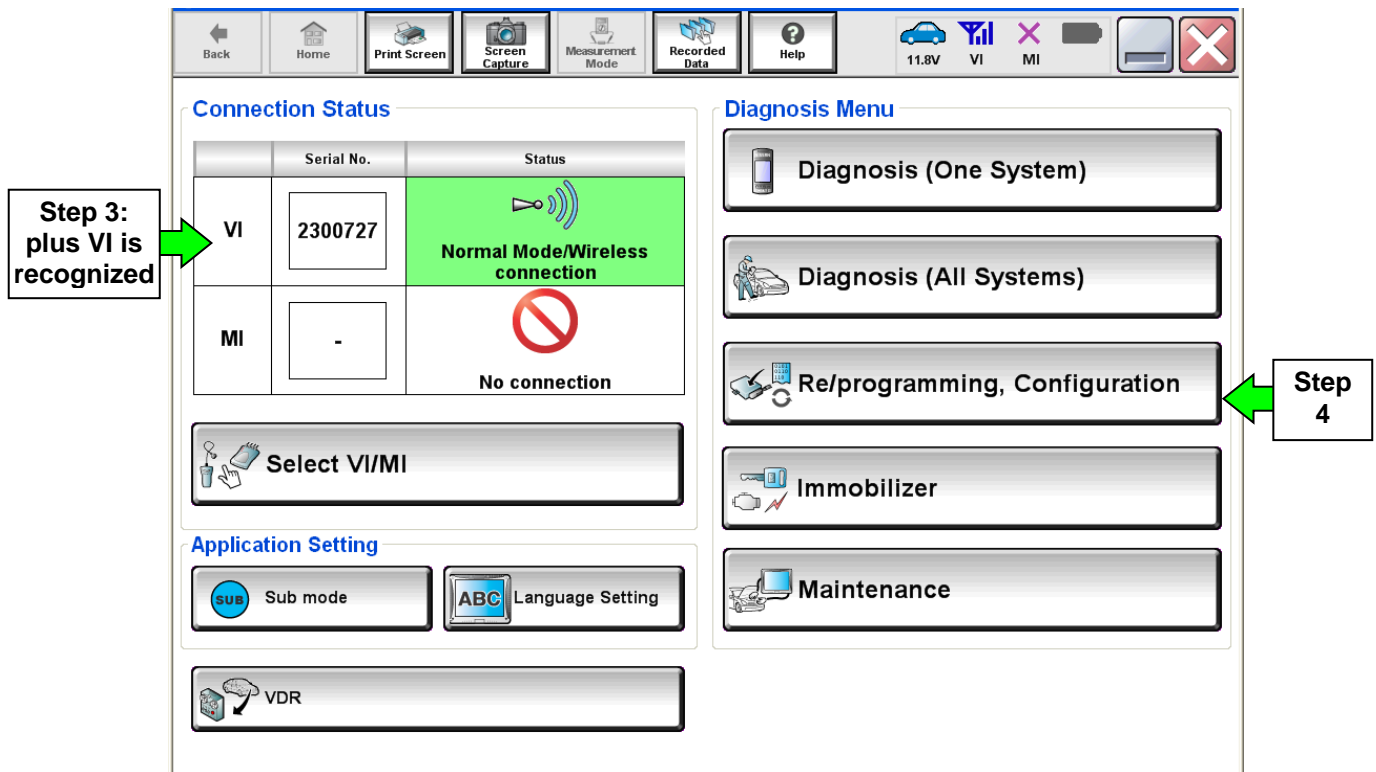 Back
Home
Print Screen
Screen
Capture
Measurement
Mode
Recorded
Data
?
Help
11.8V
VI
MI
Connection Status
Serial No.
Status
VI
2300727
Normal Mode/Wireless
connection
MI
-
No connection
Select VI/MI
Application Setting
SUB
Sub mode
ABC
Language Setting
VDR
Diagnosis Menu
Diagnosis (One System)
Diagnosis (All Systems)
Re/programming, Configuration
Immobilizer
Maintenance
Step 3:
plus VI is
recognized
Step
4